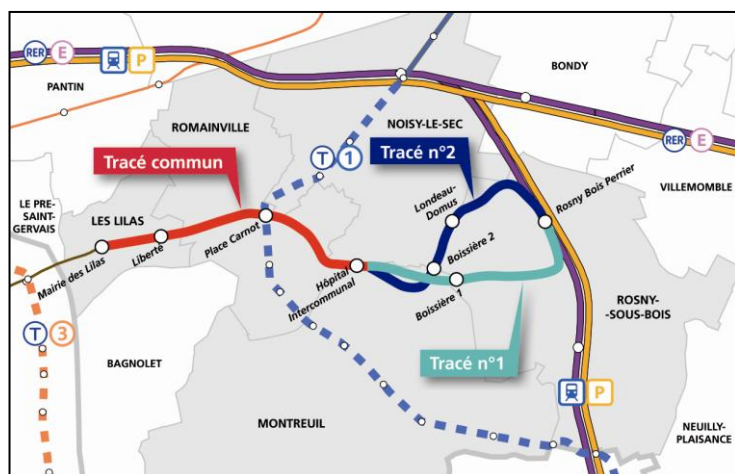 RER E
P
PANTIN
BONDY
ROMAINVILLE
NOISY-LE-SEC
T 1
Tracé commun
Tracé n°2
RER E
VILLEMOMBLE
LE PRE-
SAINT-
GERVAIS
LES LILAS
Londeau-
Domus
Rosny Bois Perrier
Mairie des Lilas
Liberté
Place Carnot
Hôpital
Intercommunal
Boissière 2
Boissière 1
ROSNY-
-SOUS-BOIS
T 3
BAGNOLET
Tracé n°1
P
MONTREUIL
NEUILLY-
PLAISANCE